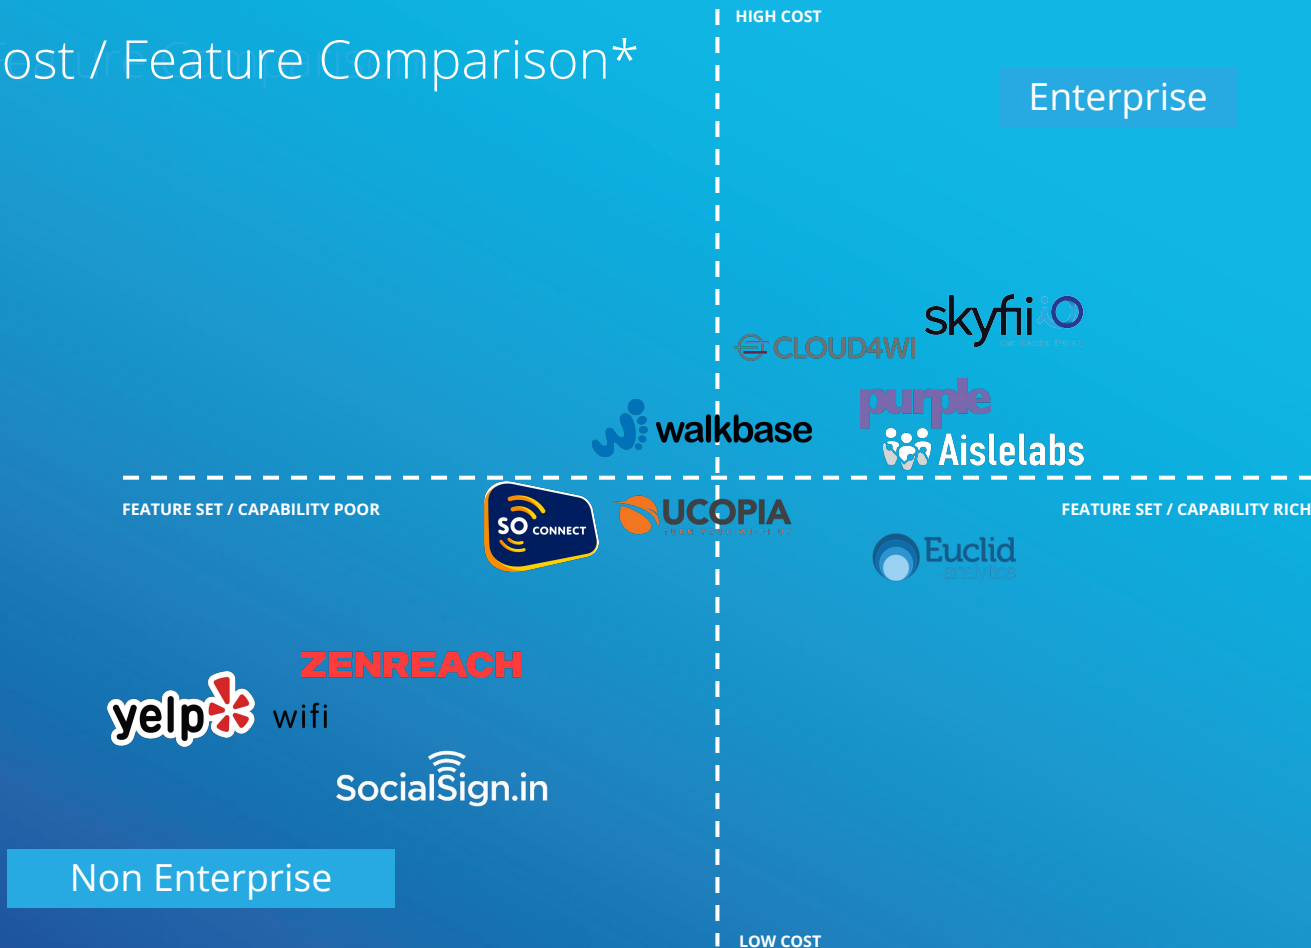 HIGH COST
ost / Feature Comparison*
Enterprise
skyfii
CLOUD4WI
purple
walkbase
Aislelabs
FEATURE SET / CAPABILITY POOR
SO CONNECT
UCOPIA
FEATURE SET / CAPABILITY RICH
Euclid
analytics
ZENREACH
yelp wifi
SocialSign.in
Non Enterprise
LOW COST